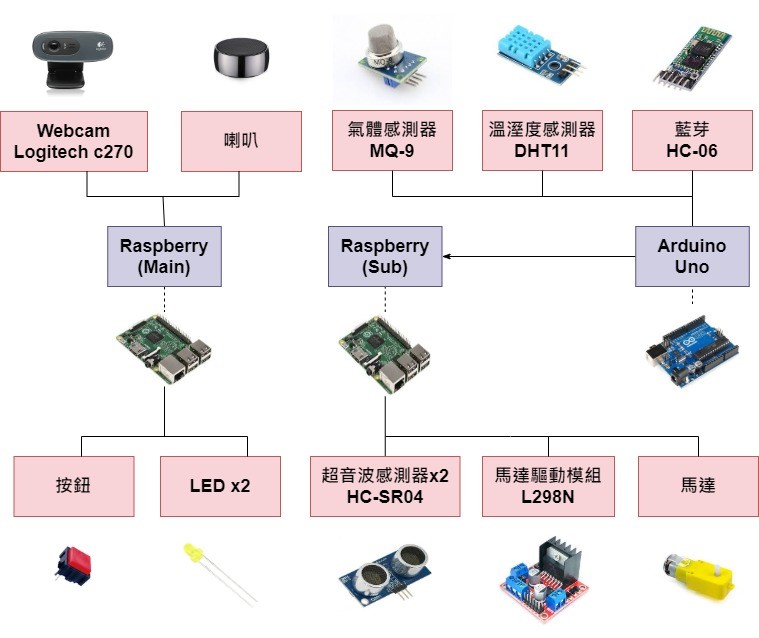 Webcam
Logitech c270
喇叭
氣體感測器
MQ-9
溫溼度感測器
DHT11
藍芽
HC-06
Raspberry
(Main)
Raspberry
(Sub)
Arduino
Uno
按鈕
LED x2
超音波感測器x2
HC-SR04
馬達驅動模組
L298N
馬達